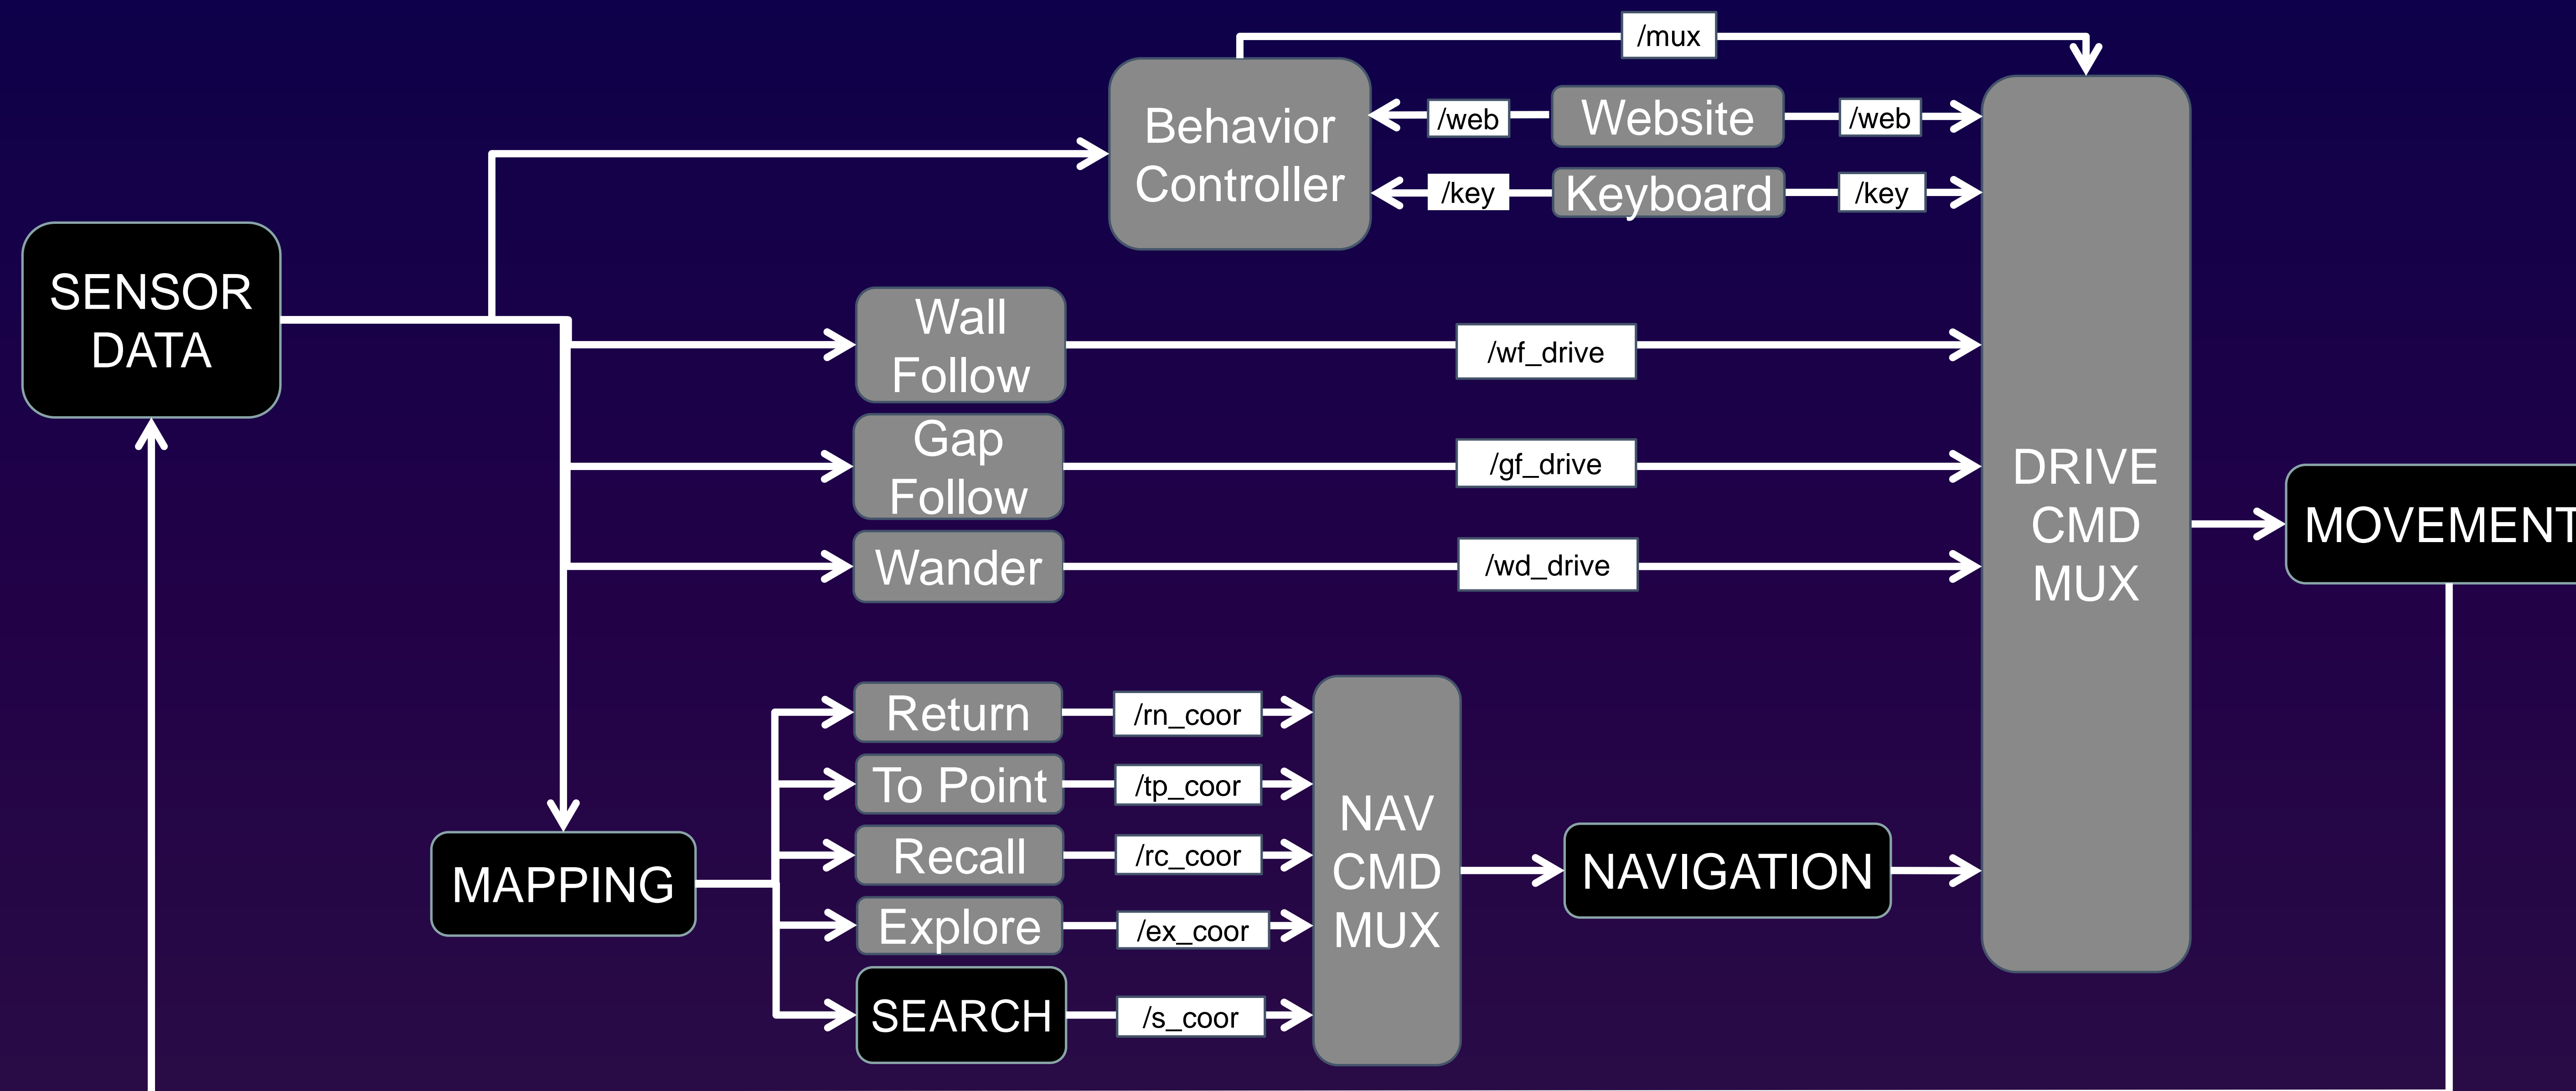 /mux
Behavior
Controller
/web
Website
/web
/key
Keyboard
/key
SENSOR
DATA
Wall
Follow
/wf_drive
Gap
Follow
/gf_drive
Wander
/wd_drive
DRIVE
CMD
MUX
MOVEMENT
Return
/rn_coor
To Point
/tp_coor
Recall
/rc_coor
Explore
/ex_coor
SEARCH
/s_coor
MAPPING
NAV
CMD
MUX
NAVIGATION